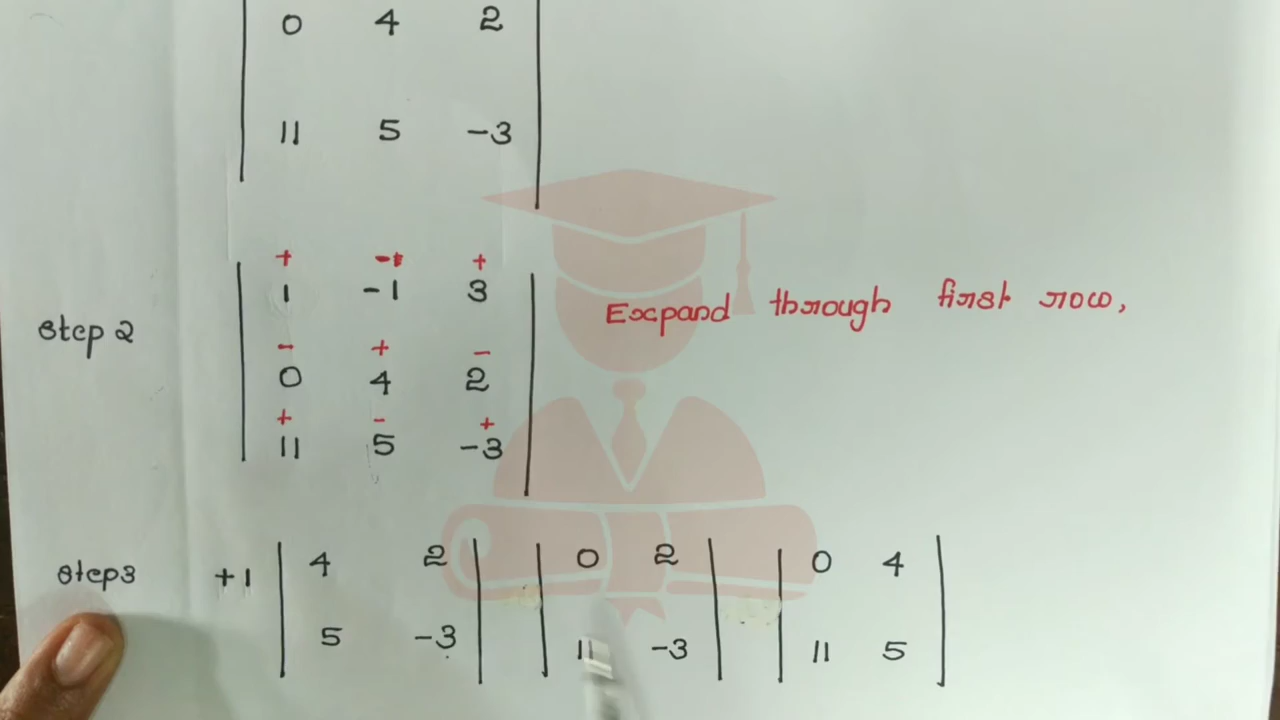 0 4 2
11 5 -3
+ - +
1 -1 3
Expand through first row,
step 2
- + -
0 4 2
+ - +
11 5 -3
step3 +1 4 2 0 2 0 4
5 -3 11 -3 11 5